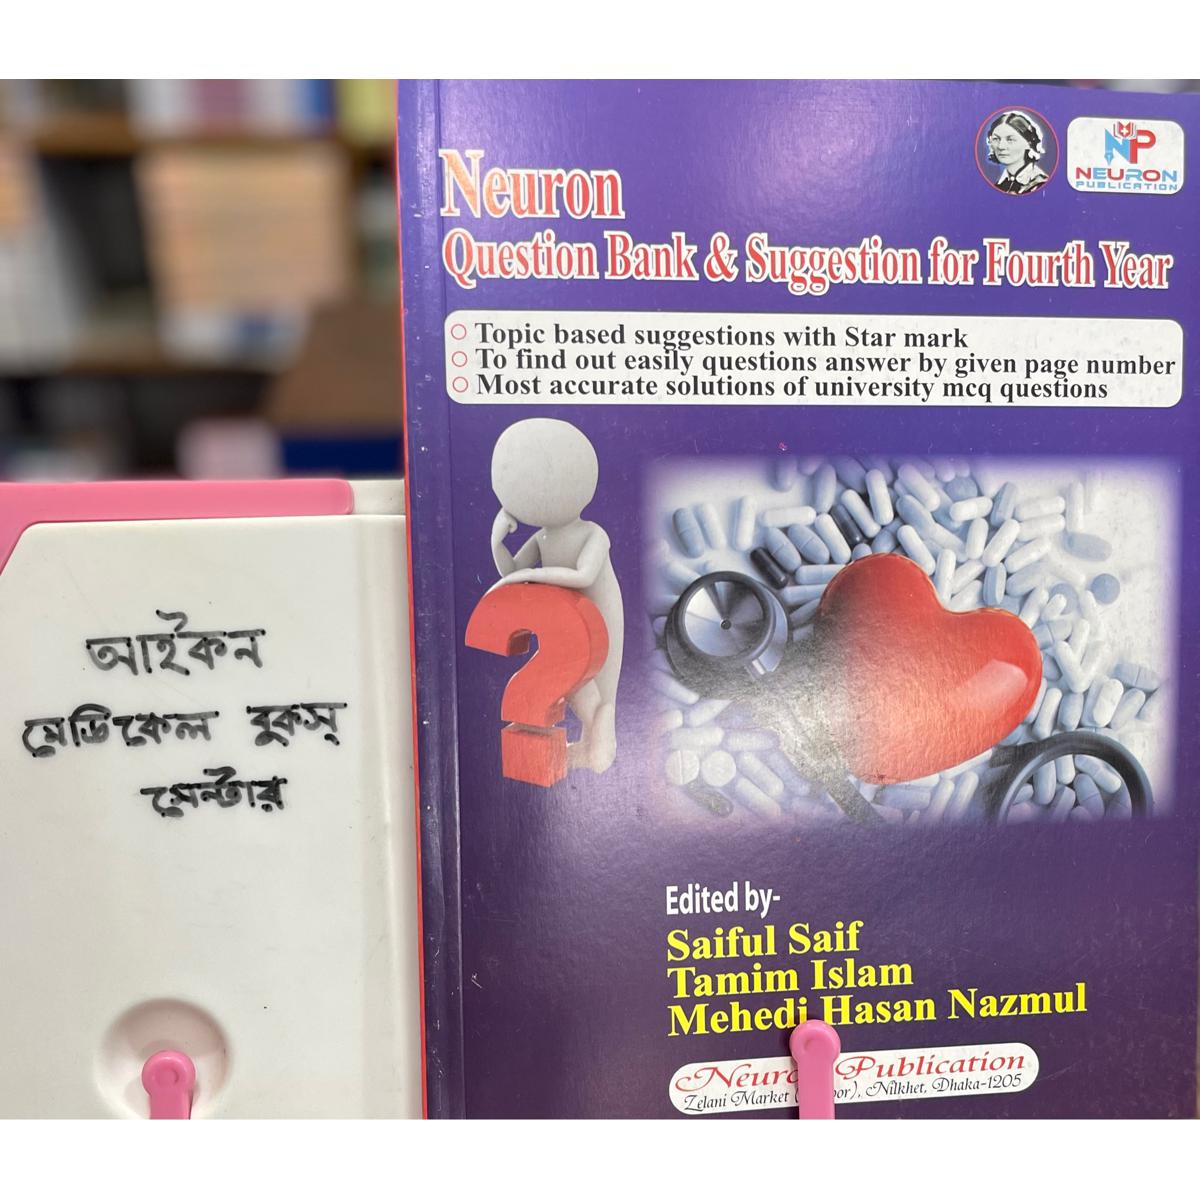 আইকন
মেডিকেল বুকস্
সেন্টার
NP
NEURON
PUBLICATION
Neuron
Question Bank & Suggestion for Fourth Year
Topic based suggestions with Star mark
To find out easily questions answer by given page number
Most accurate solutions of university mcq questions
Edited by-
Saiful Saif
Tamim Islam
Mehedi Hasan Nazmul
Neuron Publication
Zelani Market Nilkhet, Dhaka-1205